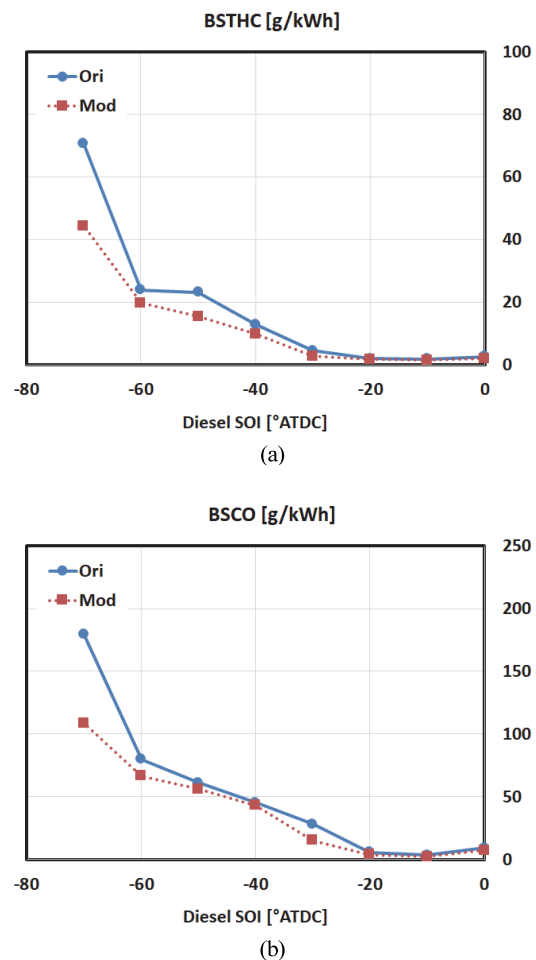 BSTHC [g/kWh]
100
Ori
Mod
80
60
40
20
0
-80
-60
-40
-20
0
Diesel SOI [°ATDC]
(a)
BSCO [g/kWh]
250
Ori
Mod
200
150
100
50
0
-80
-60
-40
-20
0
Diesel SOI [°ATDC]
(b)